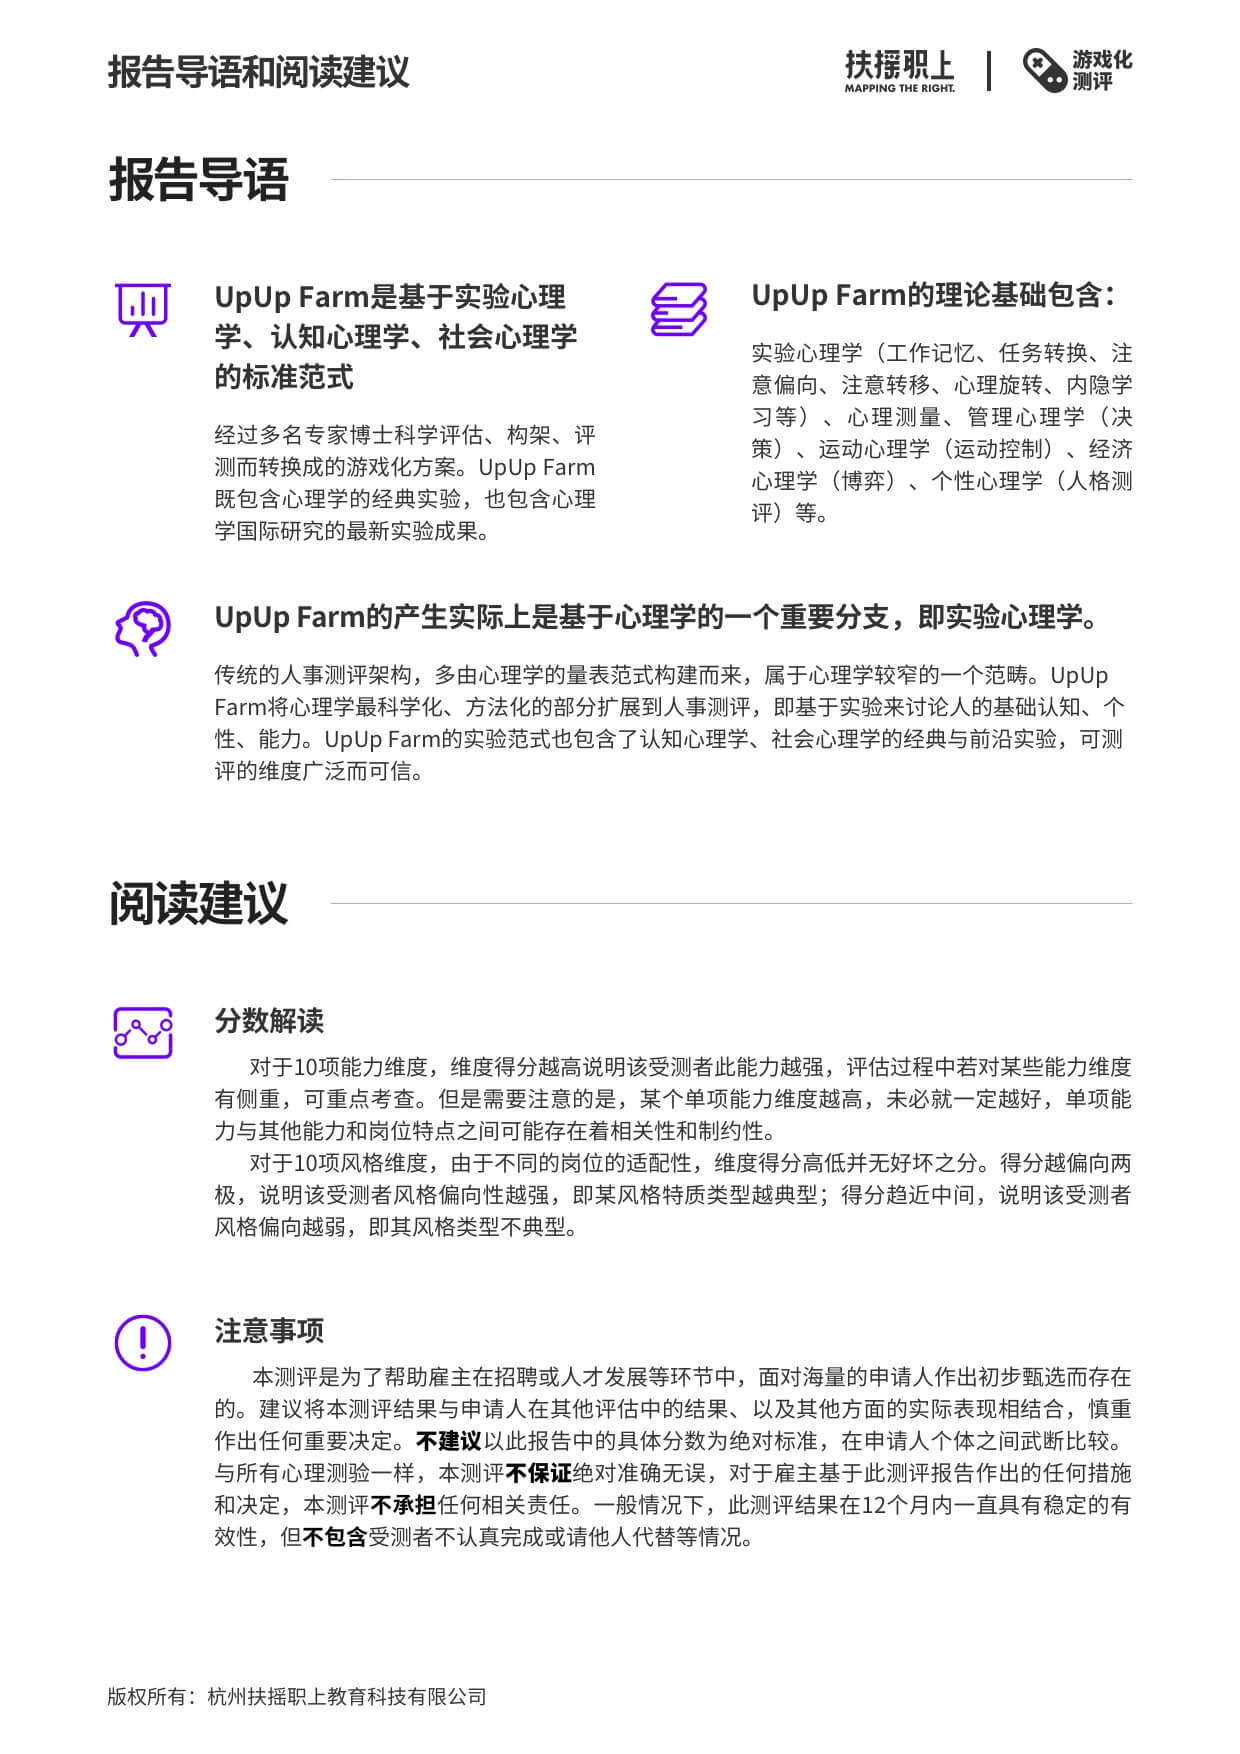 报告导语和阅读建议
扶摇职上
MAPPING THE RIGHT.
游戏化
测评
报告导语
UpUp Farm是基于实验心理
学、认知心理学、社会心理学
的标准范式
经过多名专家博士科学评估、构架、评
测而转换成的游戏化方案。UpUp Farm
既包含心理学的经典实验，也包含心理
学国际研究的最新实验成果。
UpUp Farm的理论基础包含：
实验心理学（工作记忆、任务转换、注
意偏向、注意转移、心理旋转、内隐学
习等）、心理测量、管理心理学（决
策）、运动心理学（运动控制）、经济
心理学（博弈）、个性心理学（人格测
评）等。
UpUp Farm的产生实际上是基于心理学的一个重要分支，即实验心理学。
传统的人事测评架构，多由心理学的量表范式构建而来，属于心理学较窄的一个范畴。UpUp
Farm将心理学最科学化、方法化的部分扩展到人事测评，即基于实验来讨论人的基础认知、个
性、能力。UpUp Farm的实验范式也包含了认知心理学、社会心理学的经典与前沿实验，可测
评的维度广泛而可信。
阅读建议
分数解读
对于10项能力维度，维度得分越高说明该受测者此能力越强，评估过程中若对某些能力维度
有侧重，可重点考查。但是需要注意的是，某个单项能力维度越高，未必就一定越好，单项能
力与其他能力和岗位特点之间可能存在着相关性和制约性。
对于10项风格维度，由于不同的岗位的适配性，维度得分高低并无好坏之分。得分越偏向两
极，说明该受测者风格偏向性越强，即某风格特质类型越典型；得分趋近中间，说明该受测者
风格偏向越弱，即其风格类型不典型。
注意事项
本测评是为了帮助雇主在招聘或人才发展等环节中，面对海量的申请人作出初步甄选而存在
的。建议将本测评结果与申请人在其他评估中的结果、以及其他方面的实际表现相结合，慎重
作出任何重要决定。不建议以此报告中的具体分数为绝对标准，在申请人个体之间武断比较。
与所有心理测验一样，本测评不保证绝对准确无误，对于雇主基于此测评报告作出的任何措施
和决定，本测评不承担任何相关责任。一般情况下，此测评结果在12个月内一直具有稳定的有
效性，但不包含受测者不认真完成或请他人代替等情况。
版权所有：杭州扶摇职上教育科技有限公司